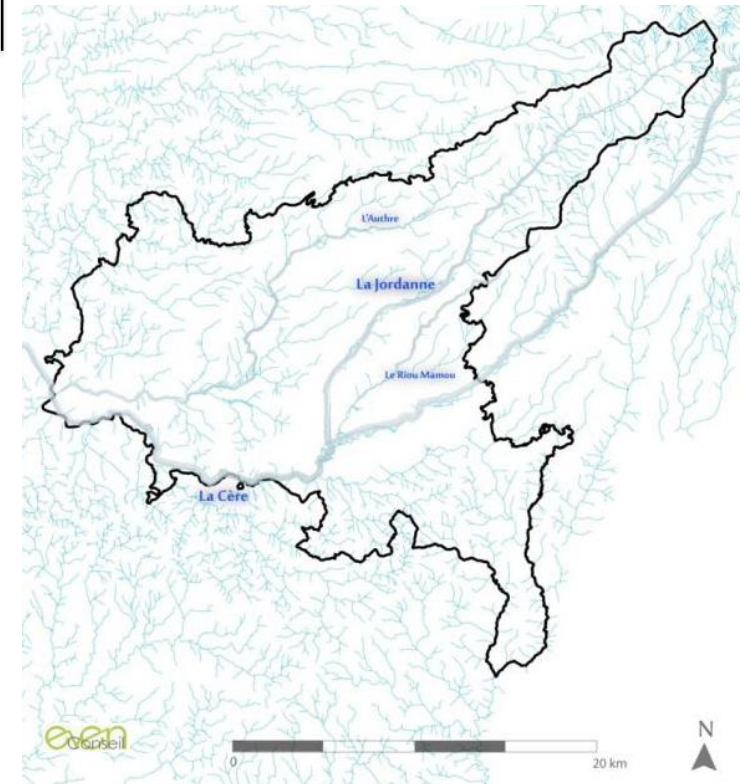 L'Authre
La Jordanne
Le Riou Mamou
La Cère
even
Conseil
0
20 km
N